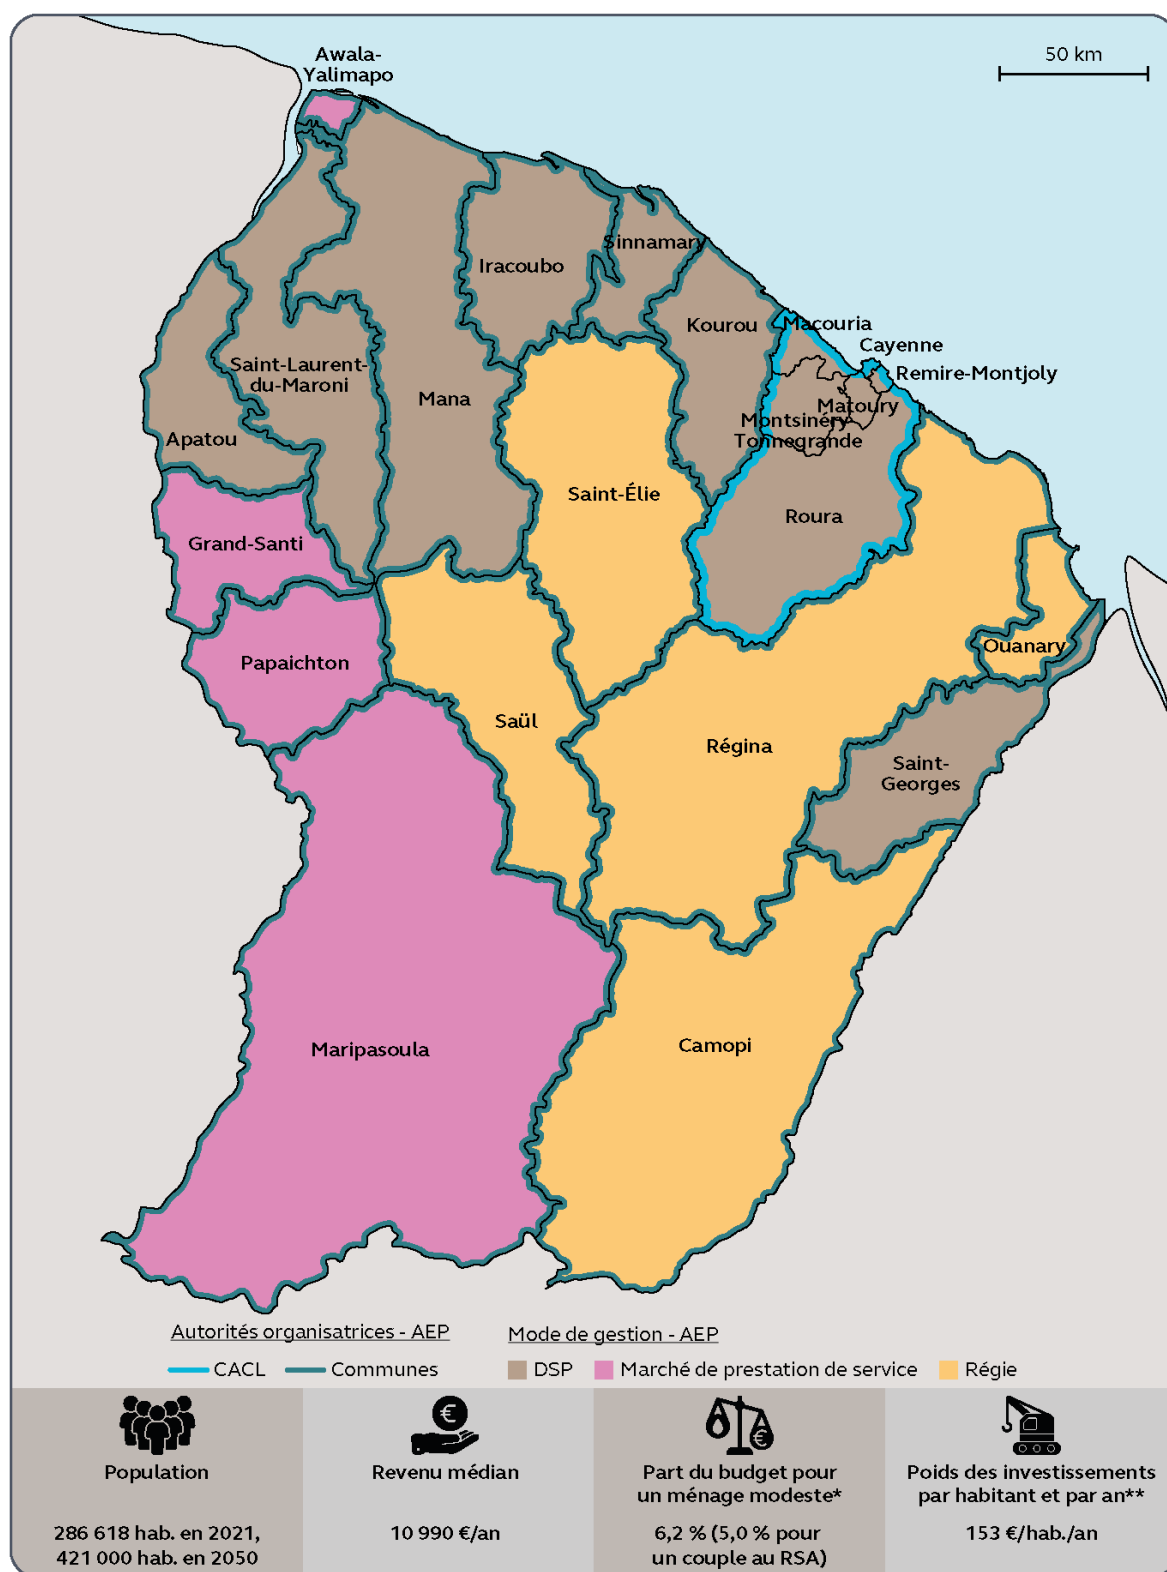 Awala-
Yalimapo
50 km
Sinnamary
Iracoubo
Kourou
Macouria
Cayenne
Remire-Montjoly
Saint-Laurent-
du-Maroni
Mana
Matoury
Montsinéry-
Tonnegrande
Apatou
Saint-Élie
Roura
Grand-Santi
Ouanary
Papaichton
Saül
Régina
Saint-
Georges
Maripasoula
Camopi
Autorités organisatrices - AEP
CACL
Communes
Mode de gestion - AEP
DSP
Marché de prestation de service
Régie
Population
286 618 hab. en 2021,
421 000 hab. en 2050
Revenu médian
10 990 €/an
Part du budget pour
un ménage modeste*
6,2 % (5,0 % pour
un couple au RSA)
Poids des investissements
par habitant et par an**
153 €/hab./an